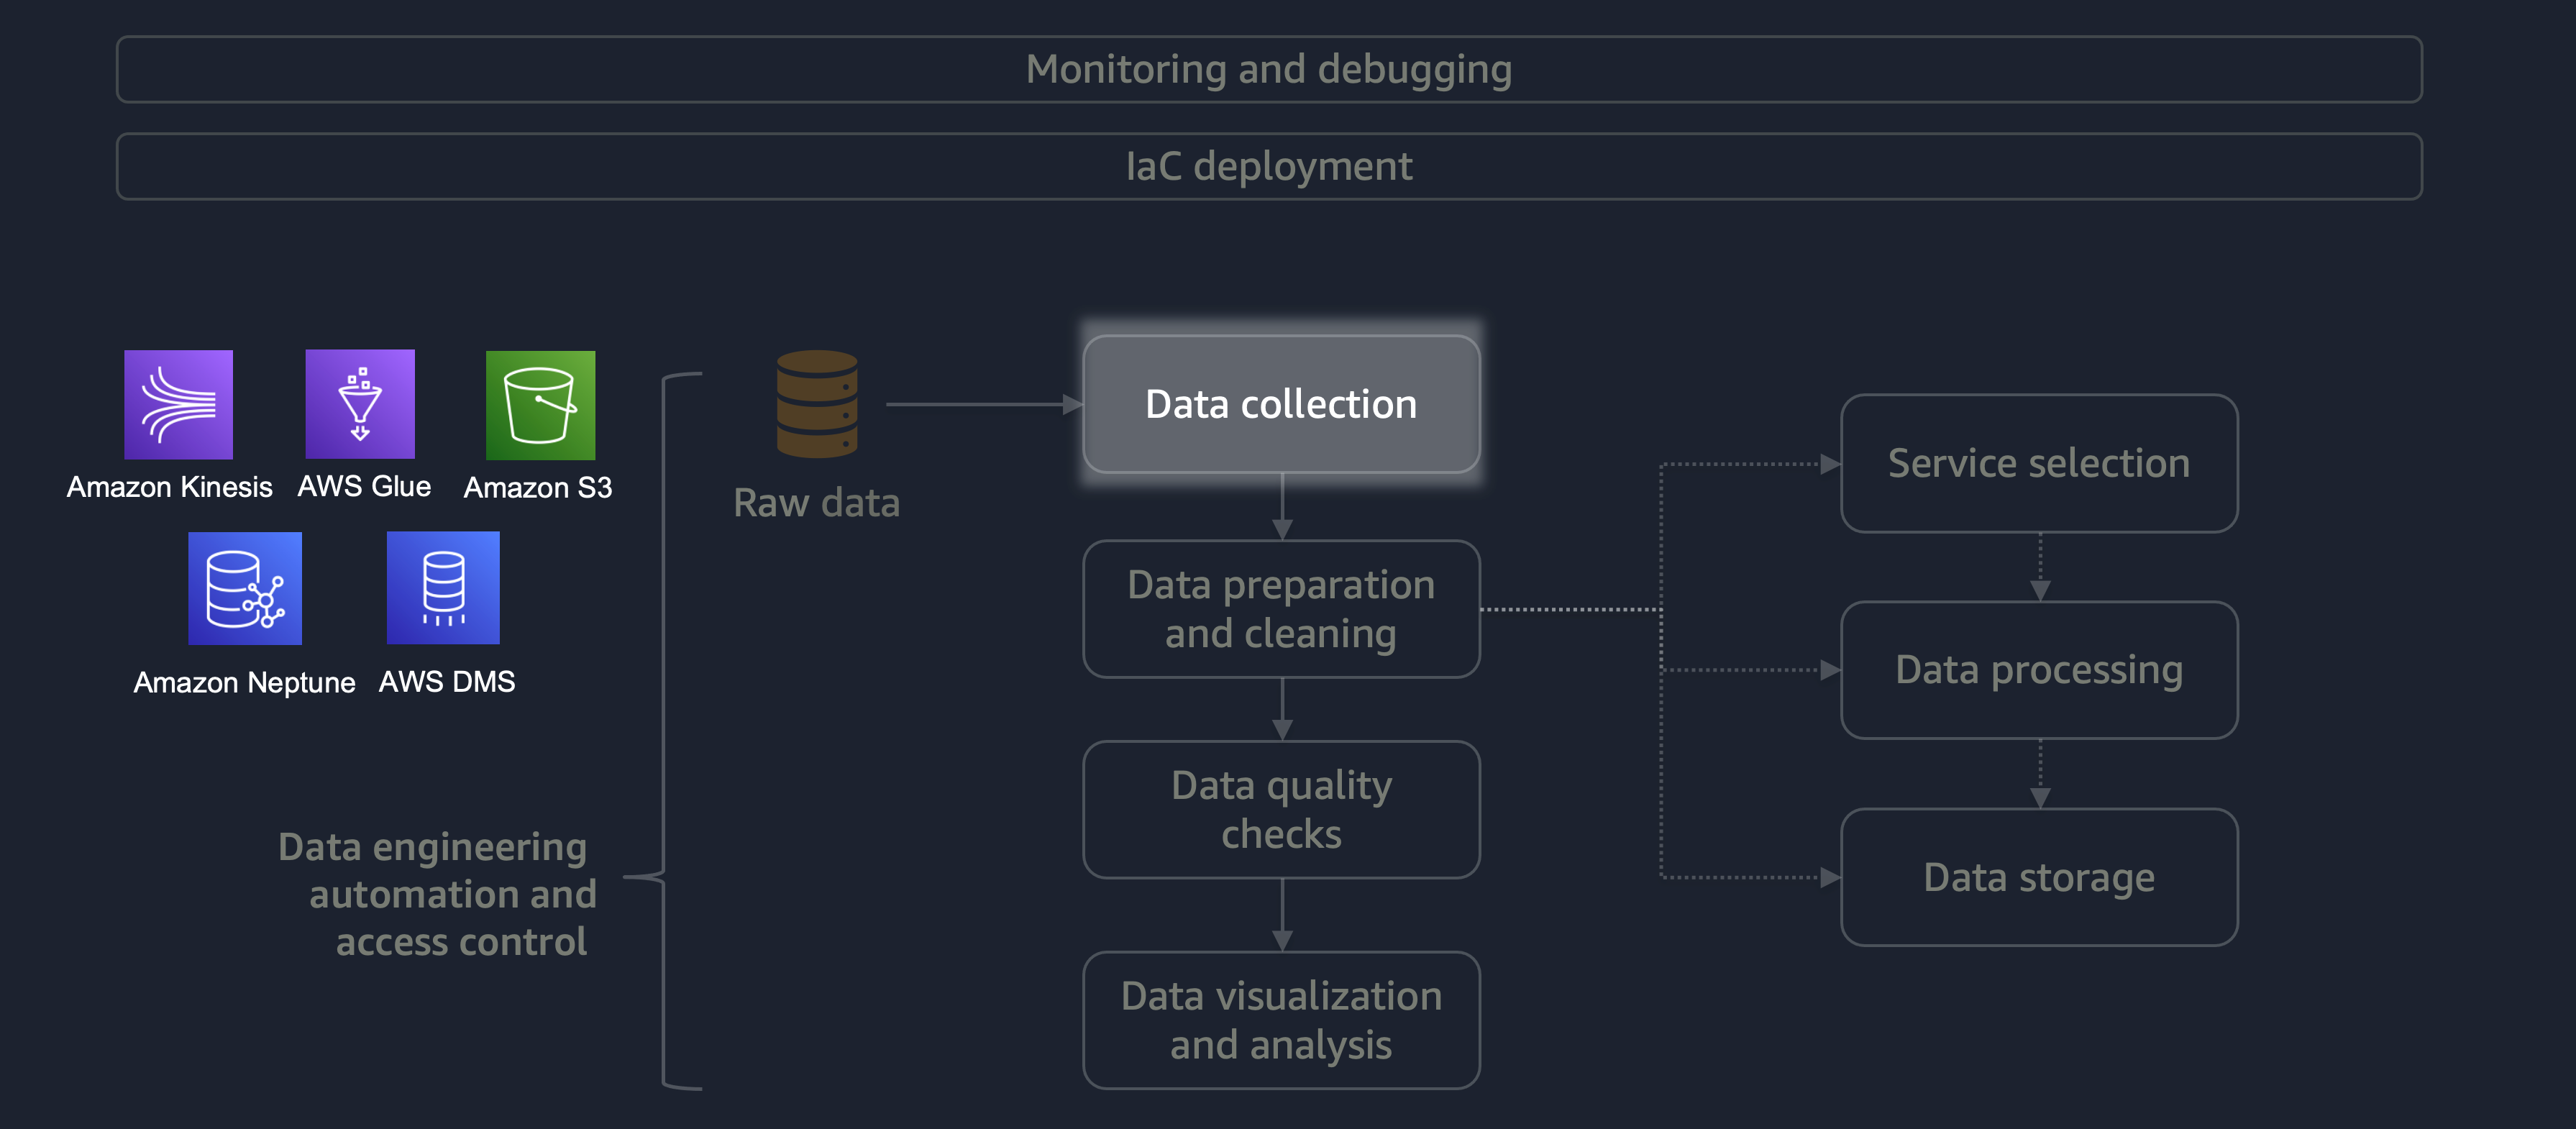 Monitoring and debugging
IaC deployment
Amazon Kinesis
AWS Glue
Amazon S3
Amazon Neptune
AWS DMS
Data engineering
automation and
access control
Raw data
Data collection
Data preparation
and cleaning
Data quality
checks
Data visualization
and analysis
Service selection
Data processing
Data storage